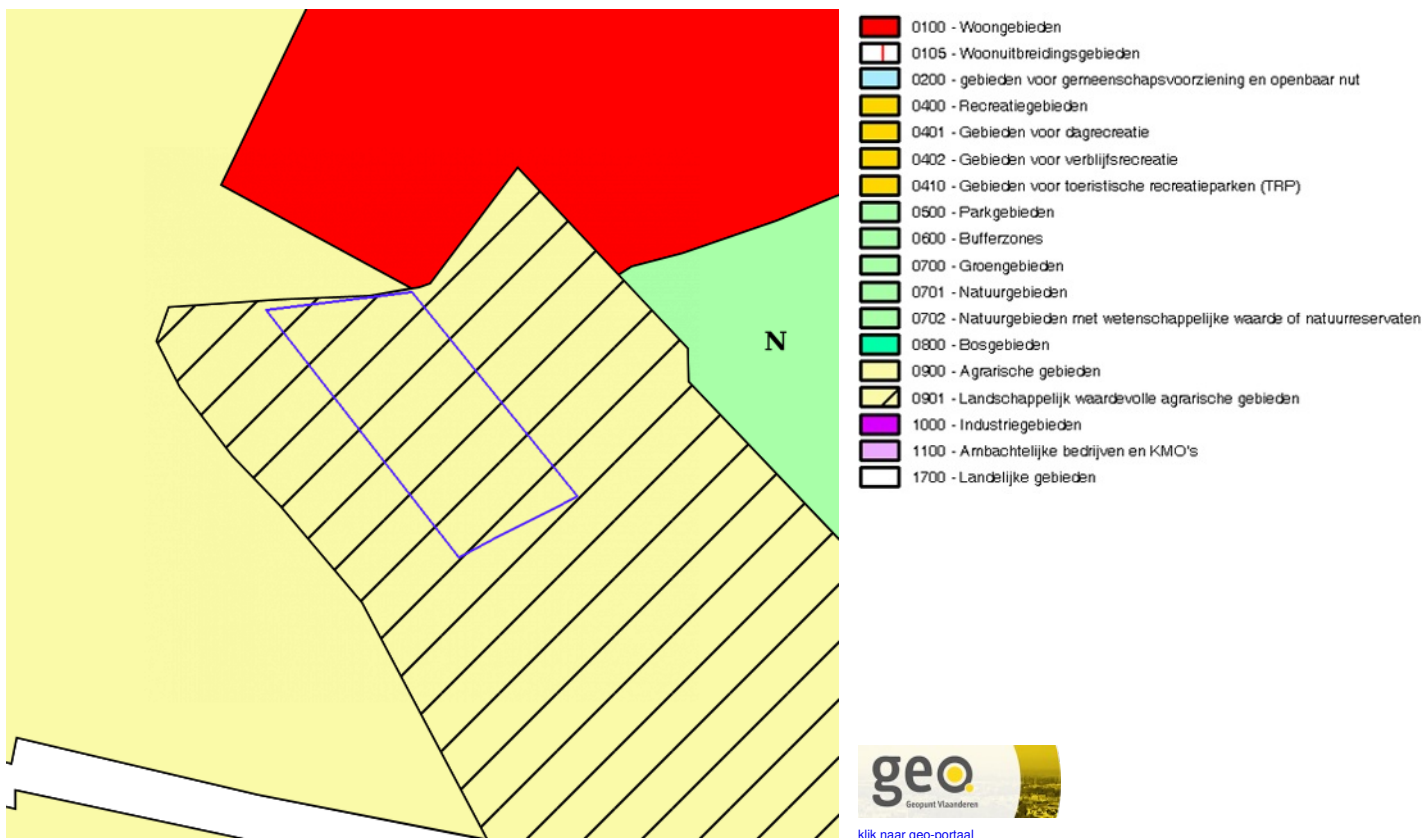 N
0100 - Woongebieden
0105 - Woonuitbreidingsgebieden
0200 - gebieden voor gemeenschapsvoorziening en openbaar nut
0400 - Recreatiegebieden
0401 - Gebieden voor dagrecreatie
0402 - Gebieden voor verblijfsrecreatie
0410 - Gebieden voor toeristische recreatieparken (TRP)
0500 - Parkgebieden
0600 - Bufferzones
0700 - Groengebieden
0701 - Natuurgebieden
0702 - Natuurgebieden met wetenschappelijke waarde of natuurreservaten
0800 - Bosgebieden
0900 - Agrarische gebieden
0901 - Landschappelijk waardevolle agrarische gebieden
1000 - Industriegebieden
1100 - Ambachtelijke bedrijven en KMO's
1700 - Landelijke gebieden
geo.
Geopunt Vlaanderen
klik naar geo-portaal